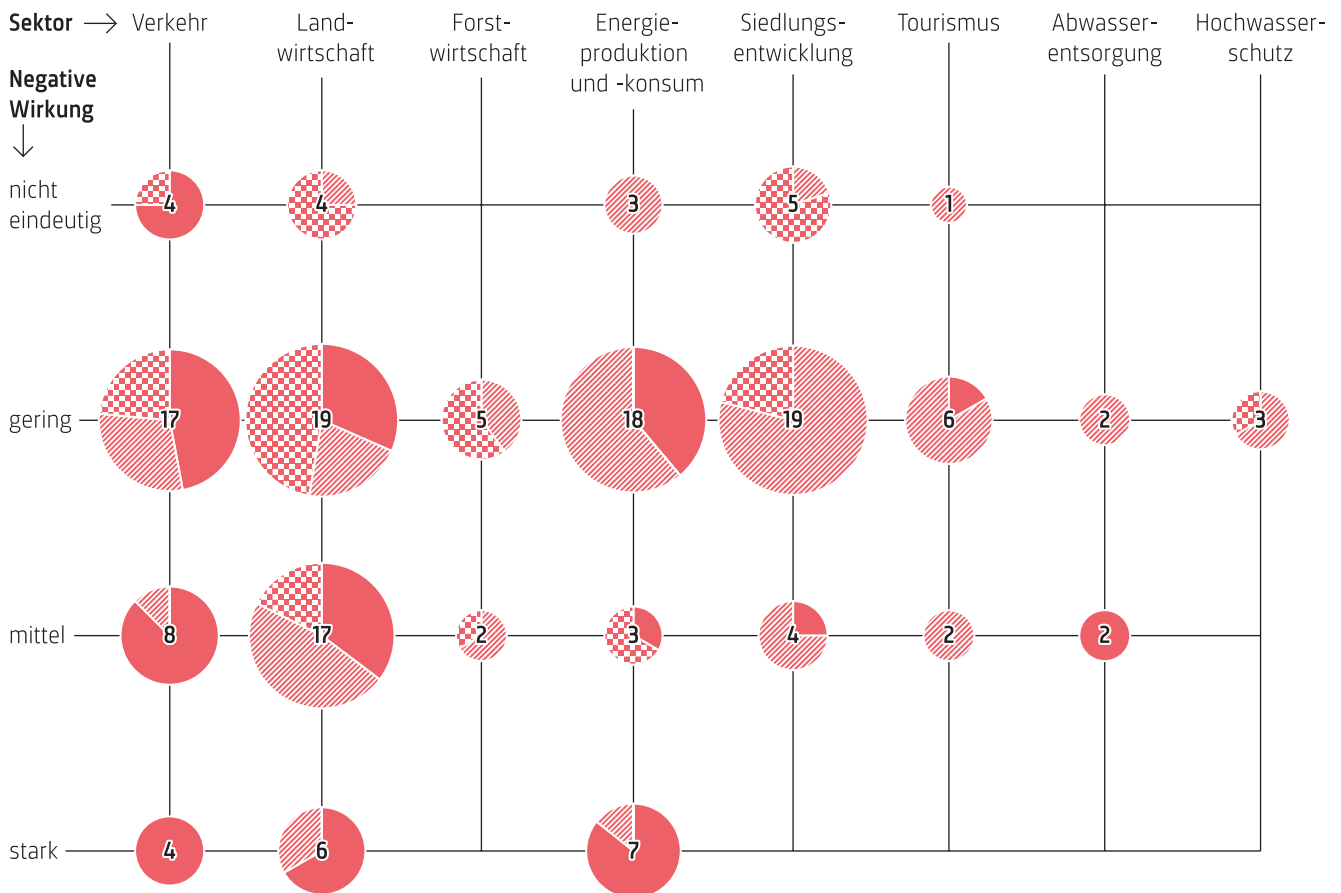 Sektor → Verkehr
Land-
wirtschaft
Forst-
wirtschaft
Energie-
produktion
und -konsum
Siedlungs-
entwicklung
Tourismus
Abwasser-
entsorgung
Hochwasser-
schutz
Negative
Wirkung
↓
nicht
eindeutig
4 4 3 5 1
gering 17 19 5 18 19 6 2 3
mittel 8 17 2 3 4 2 2
stark 4 6 7